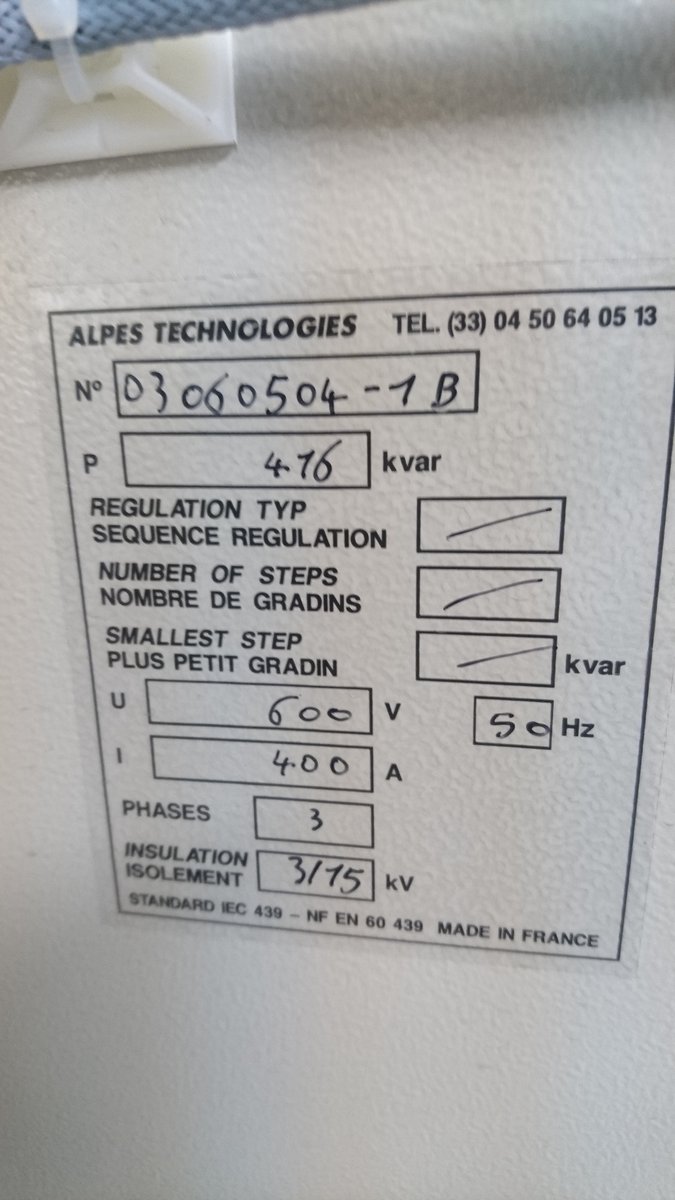 ALPES TECHNOLOGIES TEL. (33) 04 50 64 05 13
N° 03060504-1B
P 416 kvar
REGULATION TYP
SEQUENCE REGULATION
NUMBER OF STEPS
NOMBRE DE GRADINS
SMALLEST STEP
PLUS PETIT GRADIN kvar
U 600 V 50 Hz
I 400 A
PHASES 3
INSULATION
ISOLEMENT 3/15 kV
STANDARD IEC 439 – NF EN 60 439 MADE IN FRANCE